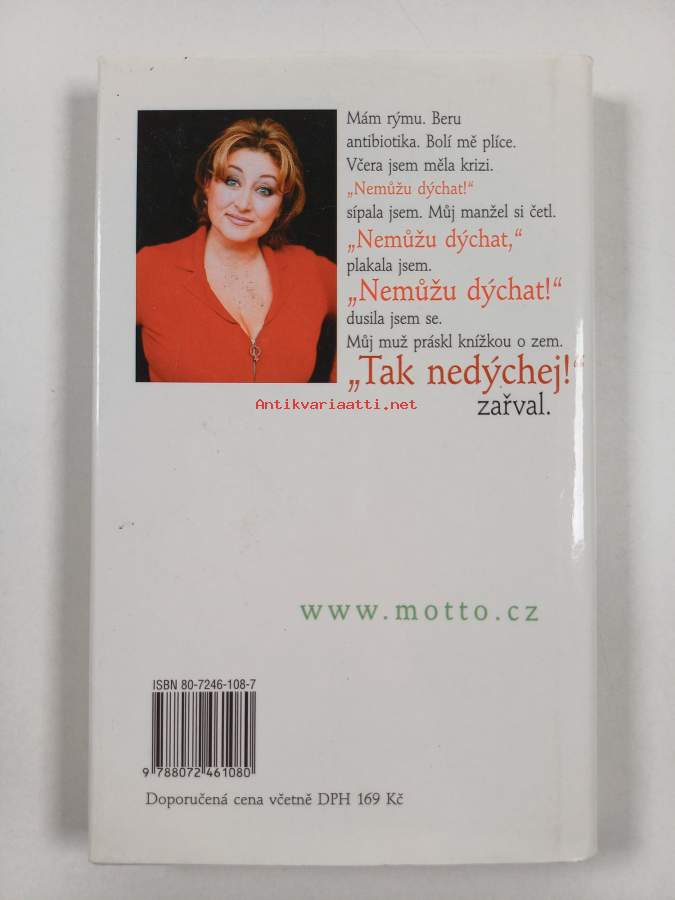 Mám rýmu. Beru
antibiotika. Bolí mě plíce.
Včera jsem měla krizi.
„Nemůžu dýchat!“
sípala jsem. Můj manžel si četl.
„Nemůžu dýchat,“
plakala jsem.
„Nemůžu dýchat!“
dusila jsem se.
Můj muž práskl knížkou o zem.
„Tak nedýchej!“
zařval.
Antikvariaatti.net
www.motto.cz
ISBN 80-7246-108-7
9 788072 461080
Doporučená cena včetně DPH 169 Kč